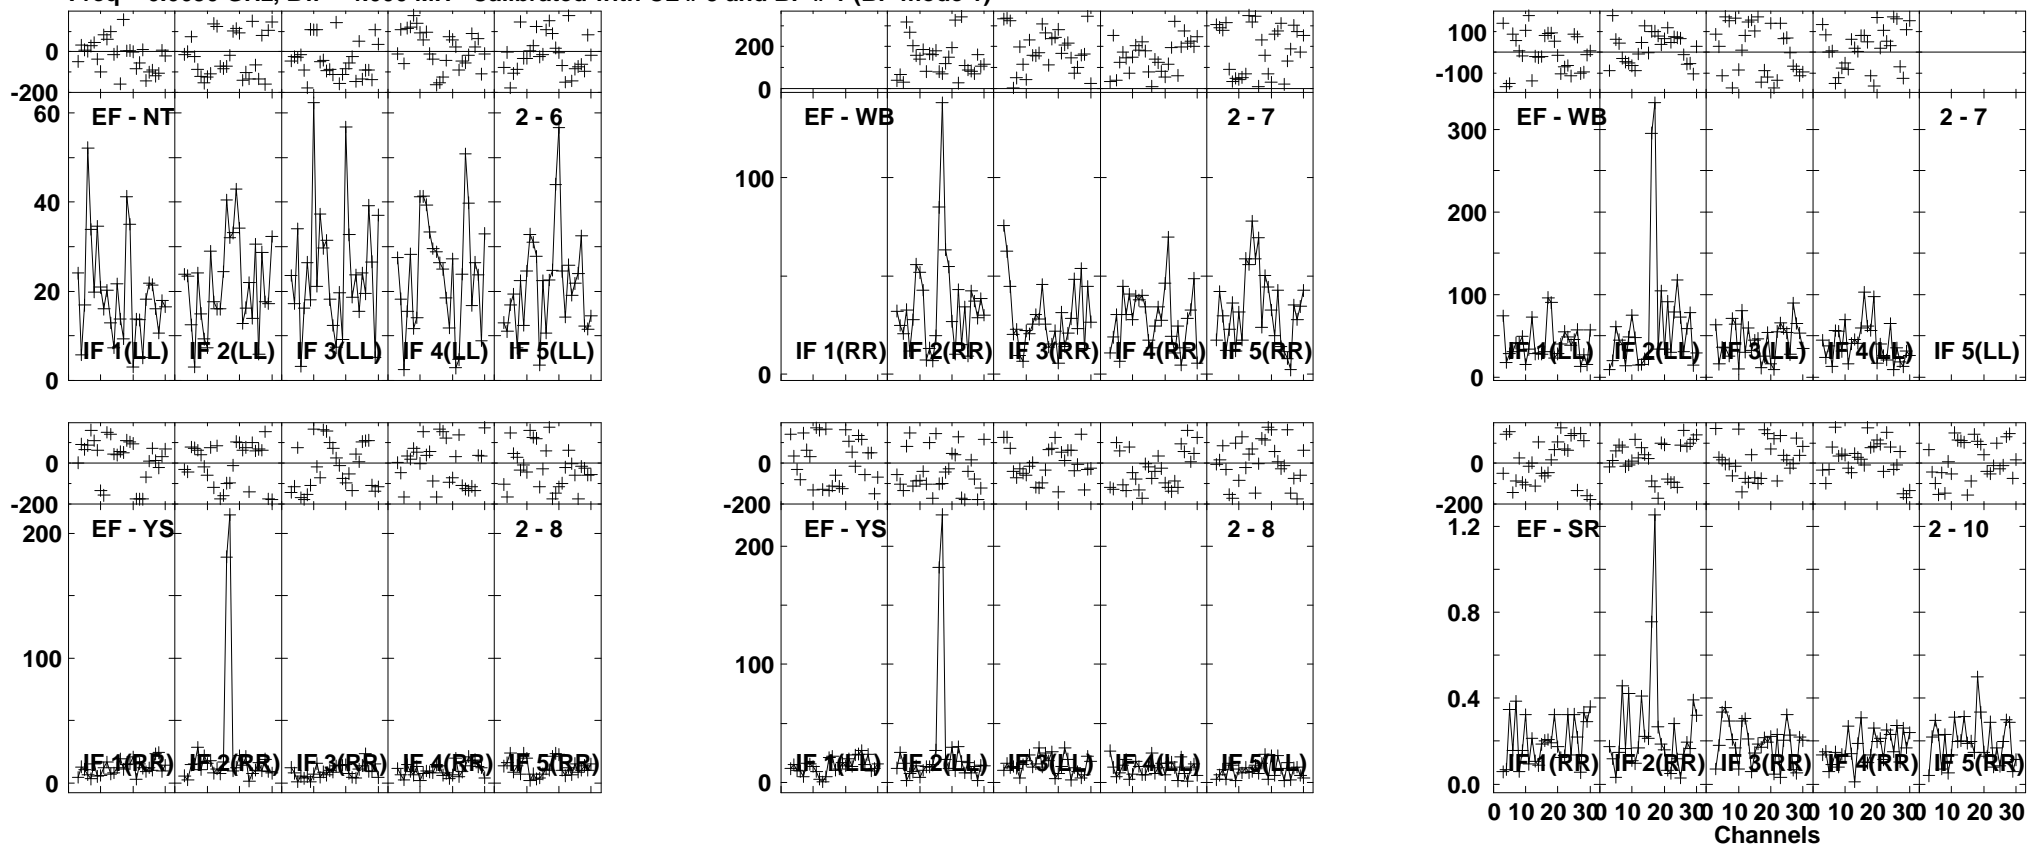 0
-200
60
40
20
0
EF - NT
2 - 6
IF 1(LL) IF 2(LL) IF 3(LL) IF 4(LL) IF 5(LL)
200
0
100
0
EF - WB
2 - 7
IF 1(RR) IF 2(RR) IF 3(RR) IF 4(RR) IF 5(RR)
100
-100
300
200
100
0
EF - WB
2 - 7
IF 1(LL) IF 2(LL) IF 3(LL) IF 4(LL) IF 5(LL)
0
-200
200
100
0
EF - YS
2 - 8
IF 1(RR) IF 2(RR) IF 3(RR) IF 4(RR) IF 5(RR)
0
-200
200
100
0
EF - YS
2 - 8
IF 1(LL) IF 2(LL) IF 3(LL) IF 4(LL) IF 5(LL)
0
-200
1.2
0.8
0.4
0.0
EF - SR
2 - 10
IF 1(RR) IF 2(RR) IF 3(RR) IF 4(RR) IF 5(RR)
0 10 20 30 0 10 20 30 0 10 20 30 0 10 20 30 0 10 20 30
Channels